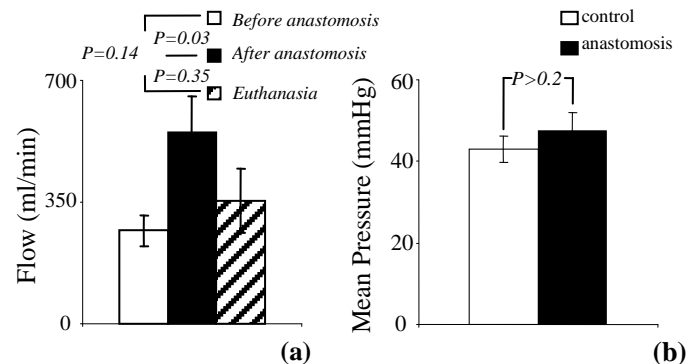 Before anastomosis
P=0.03
P=0.14
After anastomosis
P=0.35
Euthanasia
700
350
0
Flow (ml/min)
(a)
control
anastomosis
P>0.2
60
40
20
0
Mean Pressure (mmHg)
(b)